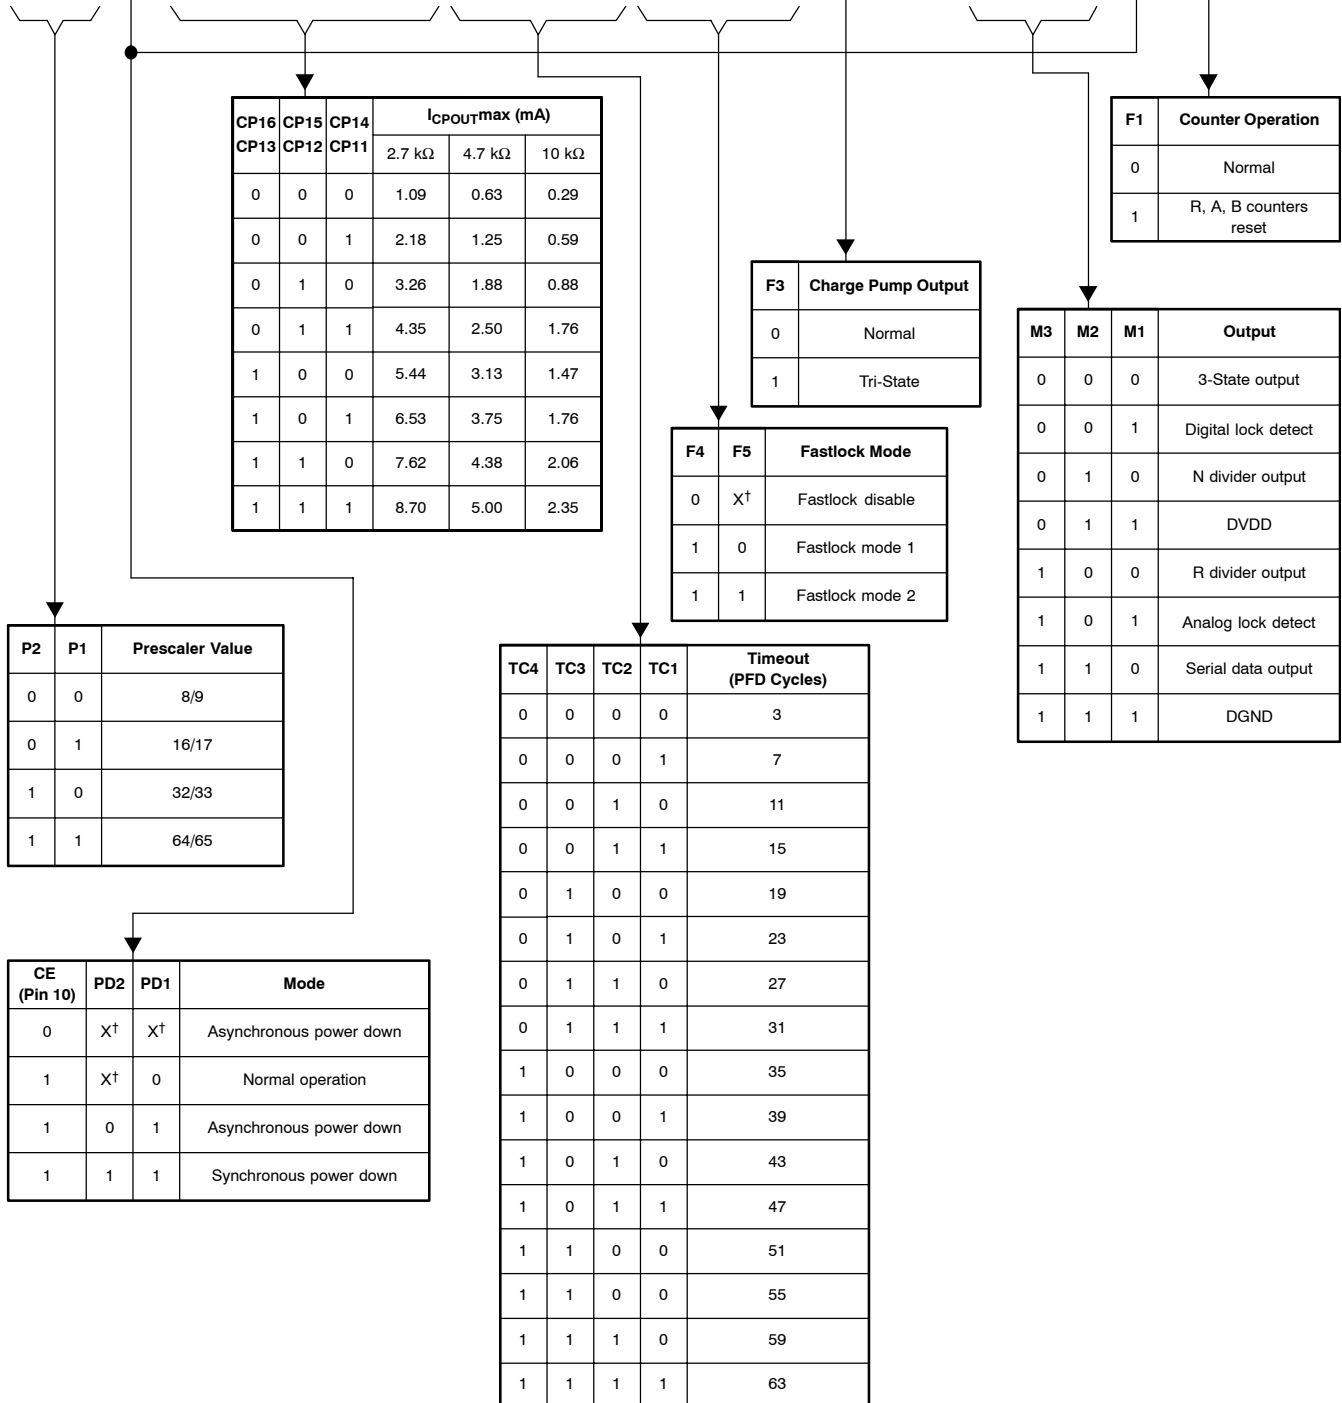 CP16 CP15 CP14 ICPOUTmax (mA)
CP13 CP12 CP11 2.7 kΩ 4.7 kΩ 10 kΩ
0 0 0 1.09 0.63 0.29
0 0 1 2.18 1.25 0.59
0 1 0 3.26 1.88 0.88
0 1 1 4.35 2.50 1.76
1 0 0 5.44 3.13 1.47
1 0 1 6.53 3.75 1.76
1 1 0 7.62 4.38 2.06
1 1 1 8.70 5.00 2.35
F1 Counter Operation
0 Normal
1 R, A, B counters
reset
F3 Charge Pump Output
0 Normal
1 Tri-State
M3 M2 M1 Output
0 0 0 3-State output
0 0 1 Digital lock detect
0 1 0 N divider output
0 1 1 DVDD
1 0 0 R divider output
1 0 1 Analog lock detect
1 1 0 Serial data output
1 1 1 DGND
F4 F5 Fastlock Mode
0 X† Fastlock disable
1 0 Fastlock mode 1
1 1 Fastlock mode 2
P2 P1 Prescaler Value
0 0 8/9
0 1 16/17
1 0 32/33
1 1 64/65
TC4 TC3 TC2 TC1 Timeout
(PFD Cycles)
0 0 0 0 3
0 0 0 1 7
0 0 1 0 11
0 0 1 1 15
0 1 0 0 19
0 1 0 1 23
0 1 1 0 27
0 1 1 1 31
1 0 0 0 35
1 0 0 1 39
1 0 1 0 43
1 0 1 1 47
1 1 0 0 51
1 1 0 0 55
1 1 1 0 59
1 1 1 1 63
CE
(Pin 10) PD2 PD1 Mode
0 X† X† Asynchronous power down
1 X† 0 Normal operation
1 0 1 Asynchronous power down
1 1 1 Synchronous power down